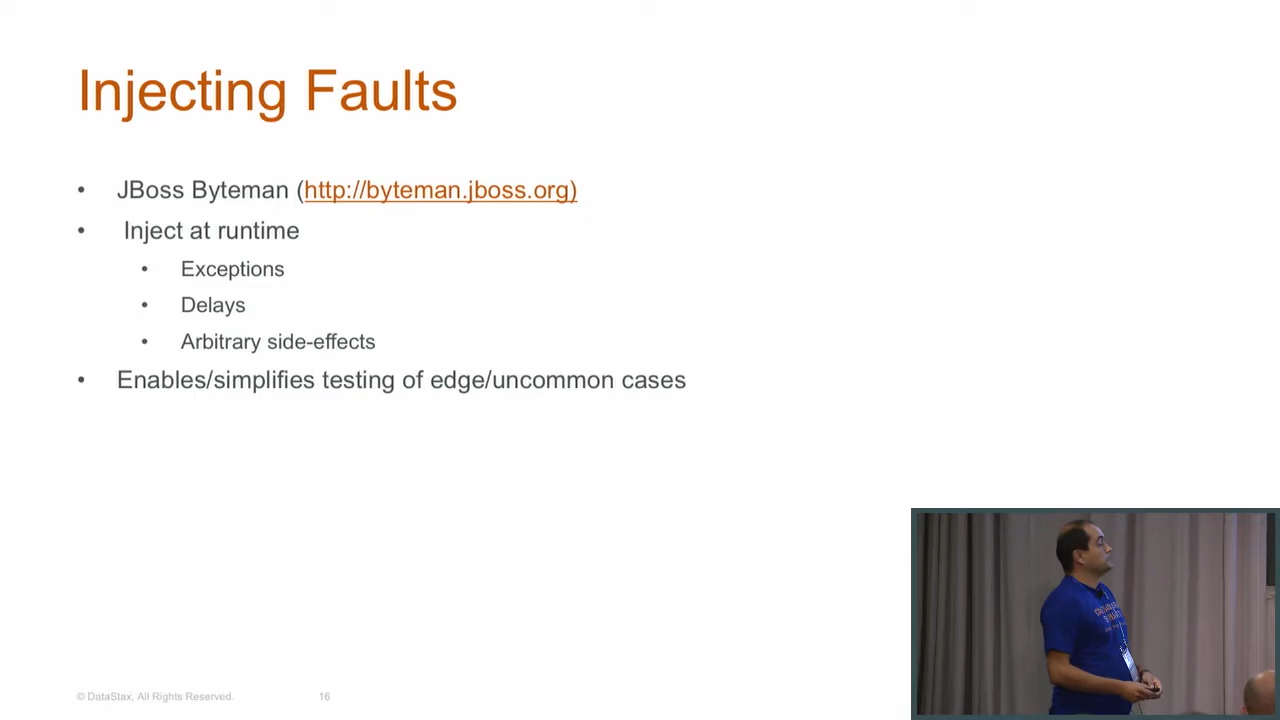 Injecting Faults
• JBoss Byteman (http://byteman.jboss.org)
• Inject at runtime
• Exceptions
• Delays
• Arbitrary side-effects
• Enables/simplifies testing of edge/uncommon cases
© DataStax, All Rights Reserved.
16